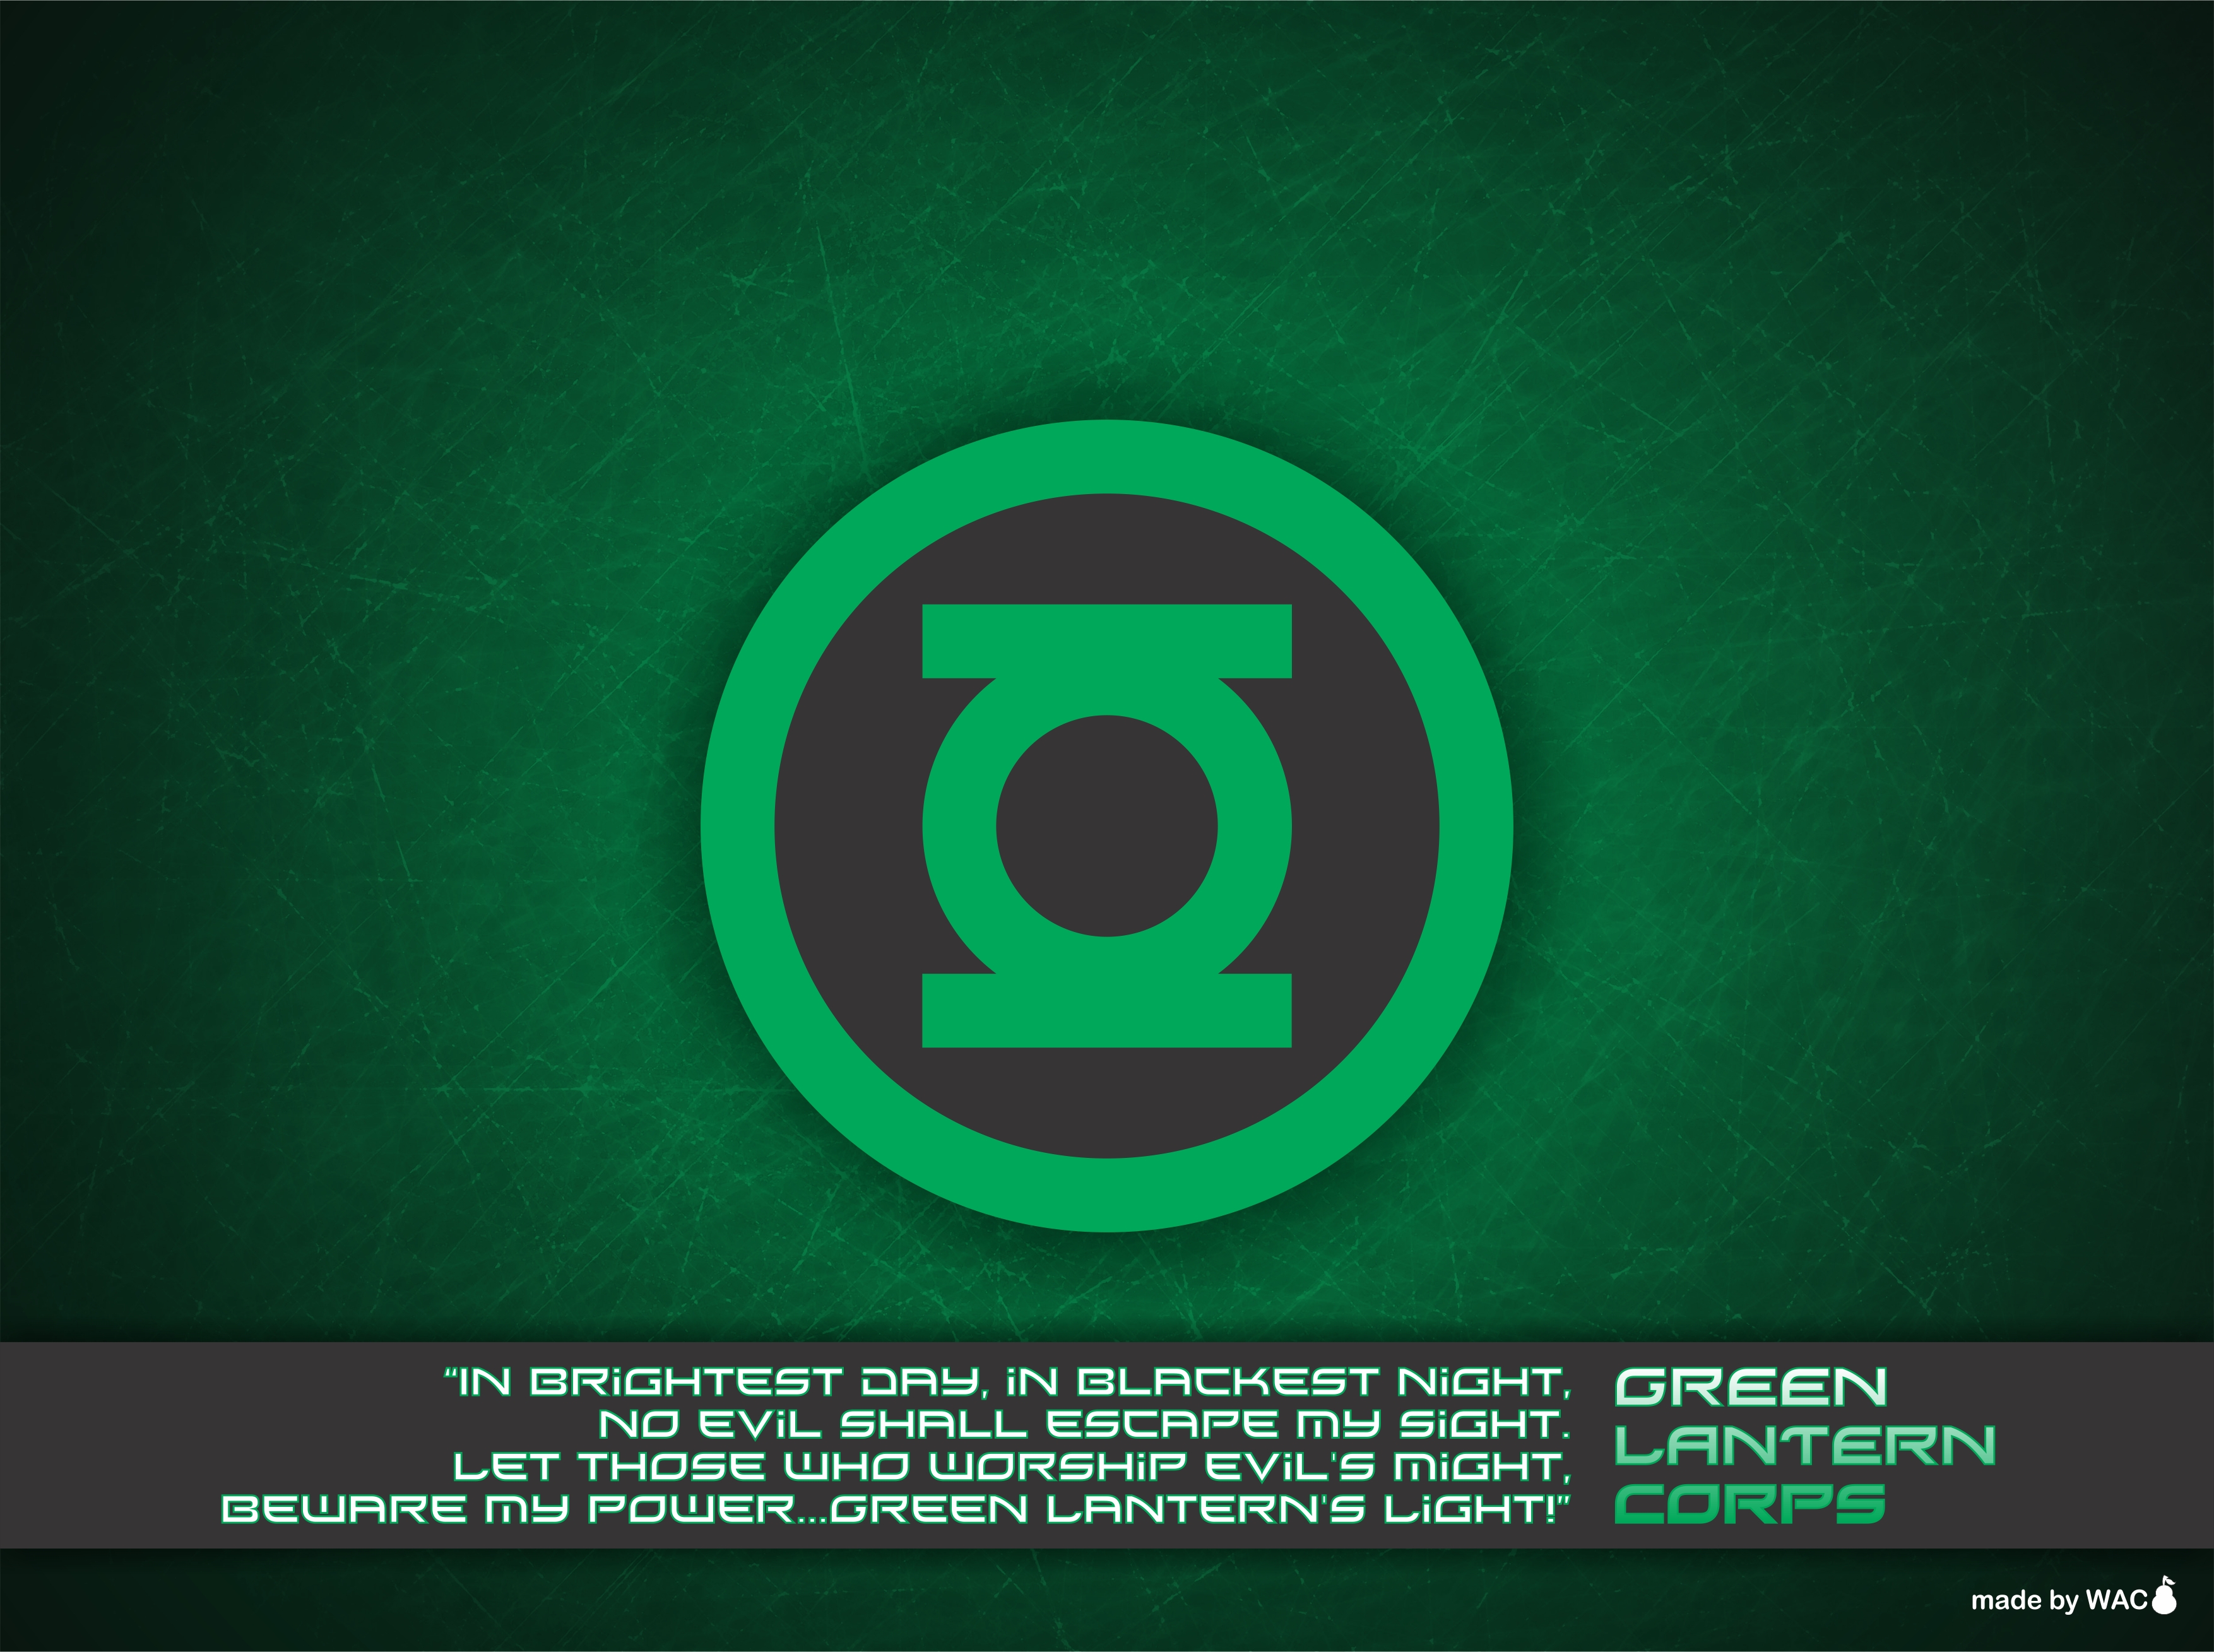 “IN BRiGHTEST DAY, iN BLACKEST NiGHT,
NO EViL SHALL ESCAPE MY SiGHT.
LET THOSE WHO WORSHiP EViL'S MiGHT,
BEWARE MY POWER...GREEN LANTERN'S LiGHT!”
GREEN
LANTERN
CORPS
made by WAC